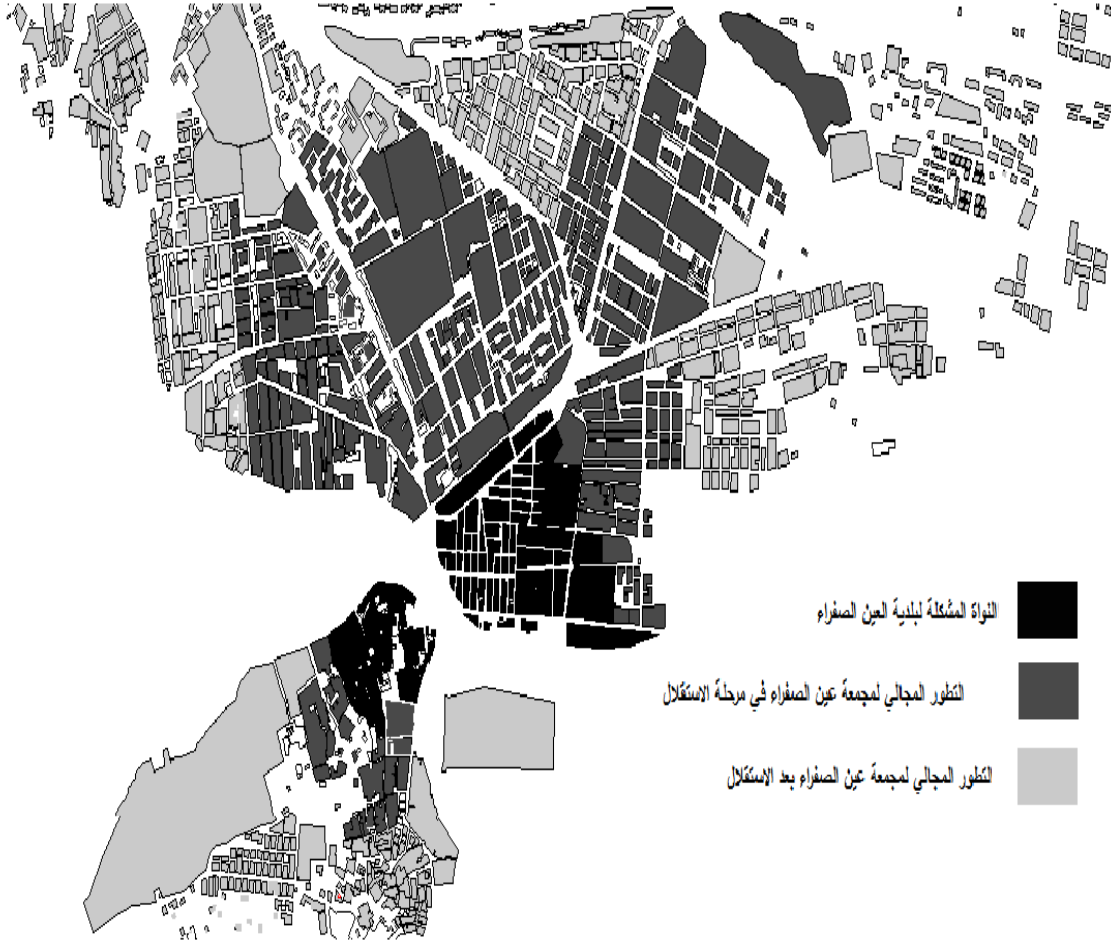 النواة المشكلة لبلدية العين الصفراء
التطور المجالي لمجمعة عين الصفراء في مرحلة الاستقلال
التطور المجالي لمجمعة عين الصفراء بعد الاستقلال